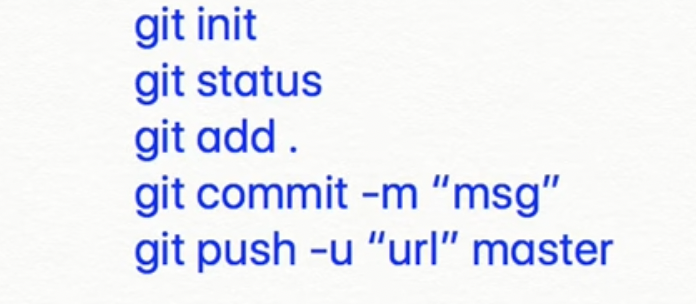 git init
git status
git add .
git commit -m “msg”
git push -u “url” master